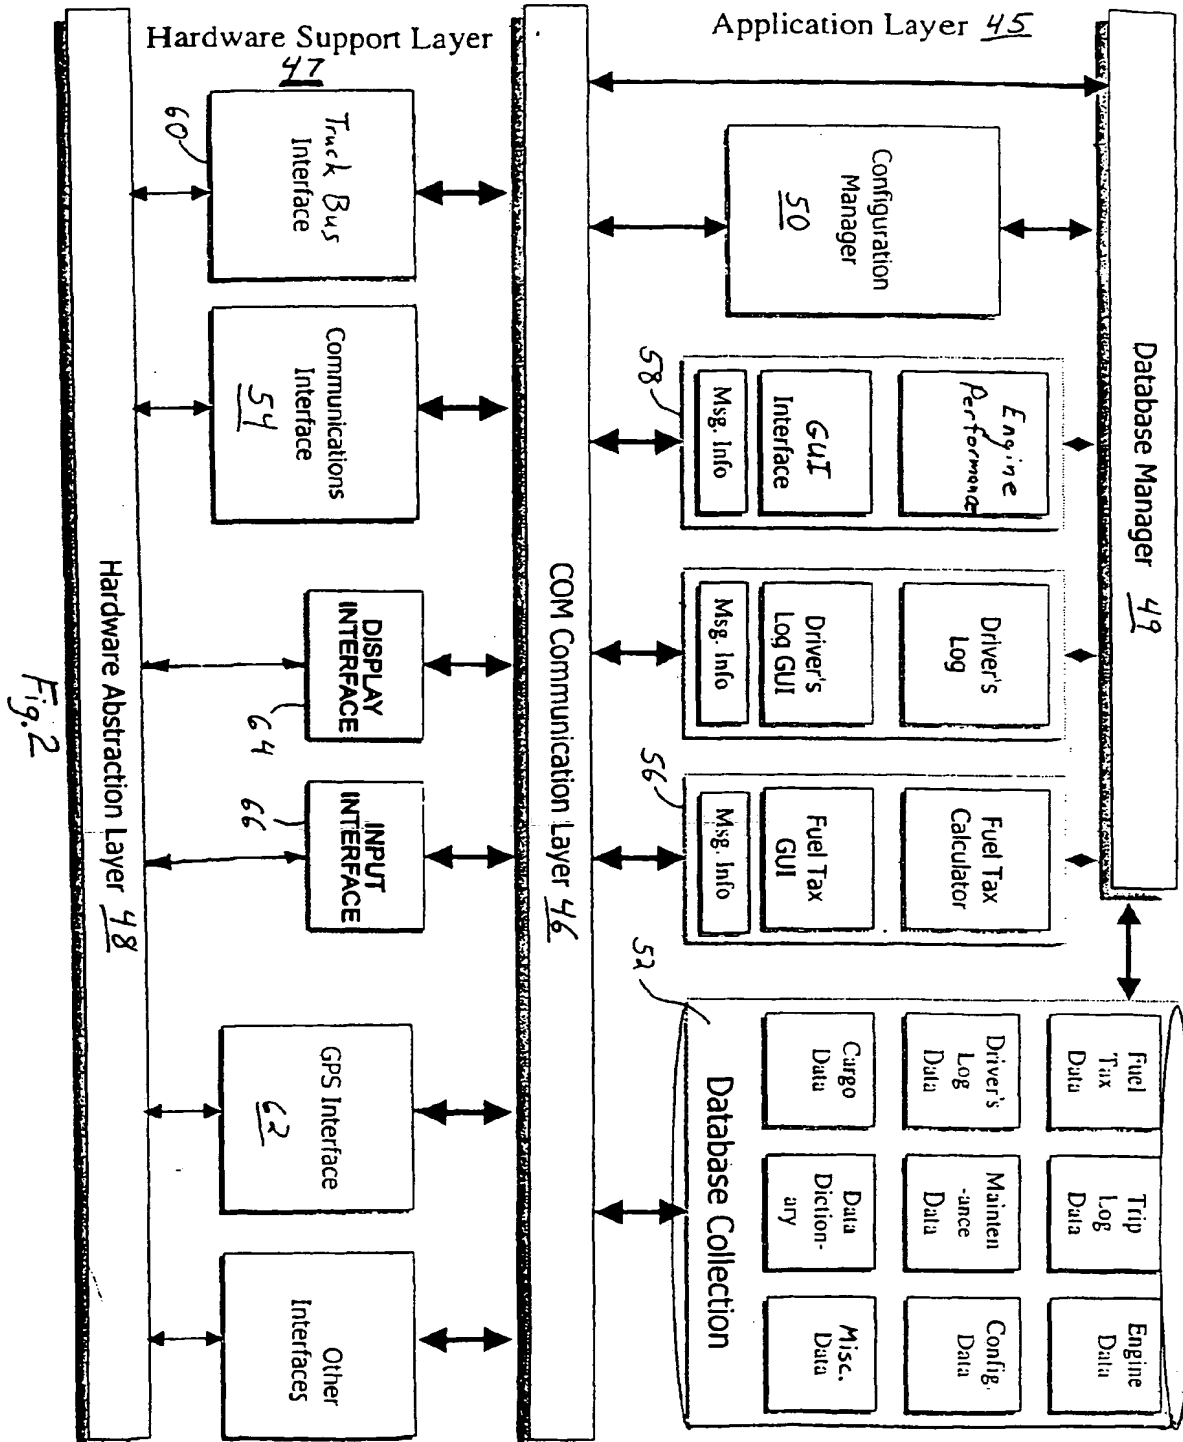 Application Layer 45
Database Manager 49
Configuration
Manager
50
58
Engine
Performance
GUI
Interface
Msg. Info
Driver's
Log
Driver's
Log GUI
Msg. Info
56
Fuel Tax
Calculator
Fuel Tax
GUI
Msg. Info
52
Fuel
Tax
Data
Trip
Log
Data
Engine
Data
Driver's
Log
Data
Mainten
-ance
Data
Config.
Data
Cargo
Data
Data
Diction-
ary
Misc.
Data
Database Collection
COM Communication Layer 46
Hardware Support Layer
47
60
Truck Bus
Interface
Communications
Interface
54
DISPLAY
INTERFACE
64
INPUT
INTERFACE
66
GPS Interface
62
Other
Interfaces
Hardware Abstraction Layer 48
Fig.2